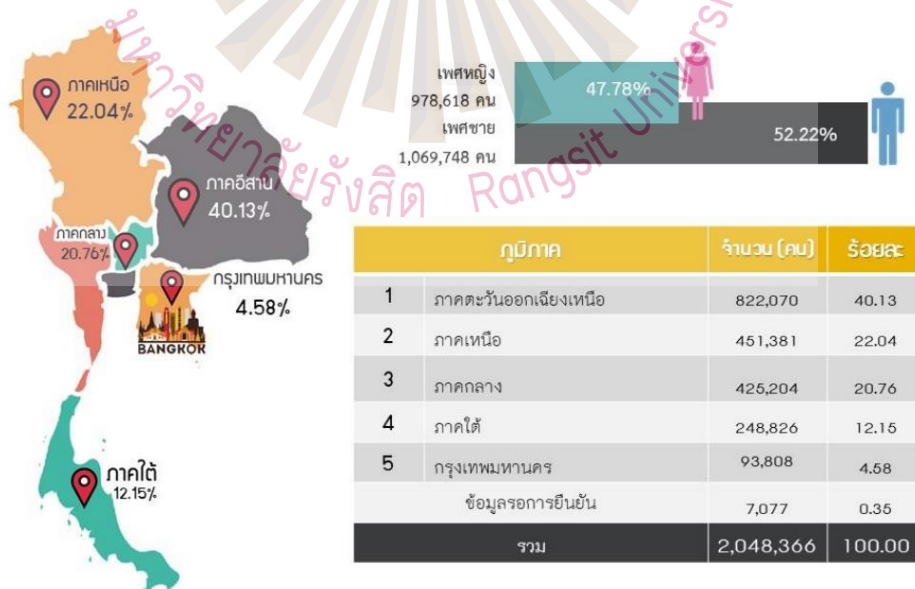 ภาคเหนือ
22.04%
ภาคอีสาน
40.13%
ภาคกลาง
20.76%
กรุงเทพมหานคร
4.58%
BANGKOK
ภาคใต้
12.15%
เพศหญิง
978,618 คน
เพศชาย
1,069,748 คน
47.78%
52.22%
มหาวิทยาลัยรังสิต Rangsit Universi
ภูมิภาค จำนวน (คน) ร้อยละ
1 ภาคตะวันออกเฉียงเหนือ 822,070 40.13
2 ภาคเหนือ 451,381 22.04
3 ภาคกลาง 425,204 20.76
4 ภาคใต้ 248,826 12.15
5 กรุงเทพมหานคร 93,808 4.58
ข้อมูลรอการยืนยัน 7,077 0.35
รวม 2,048,366 100.00